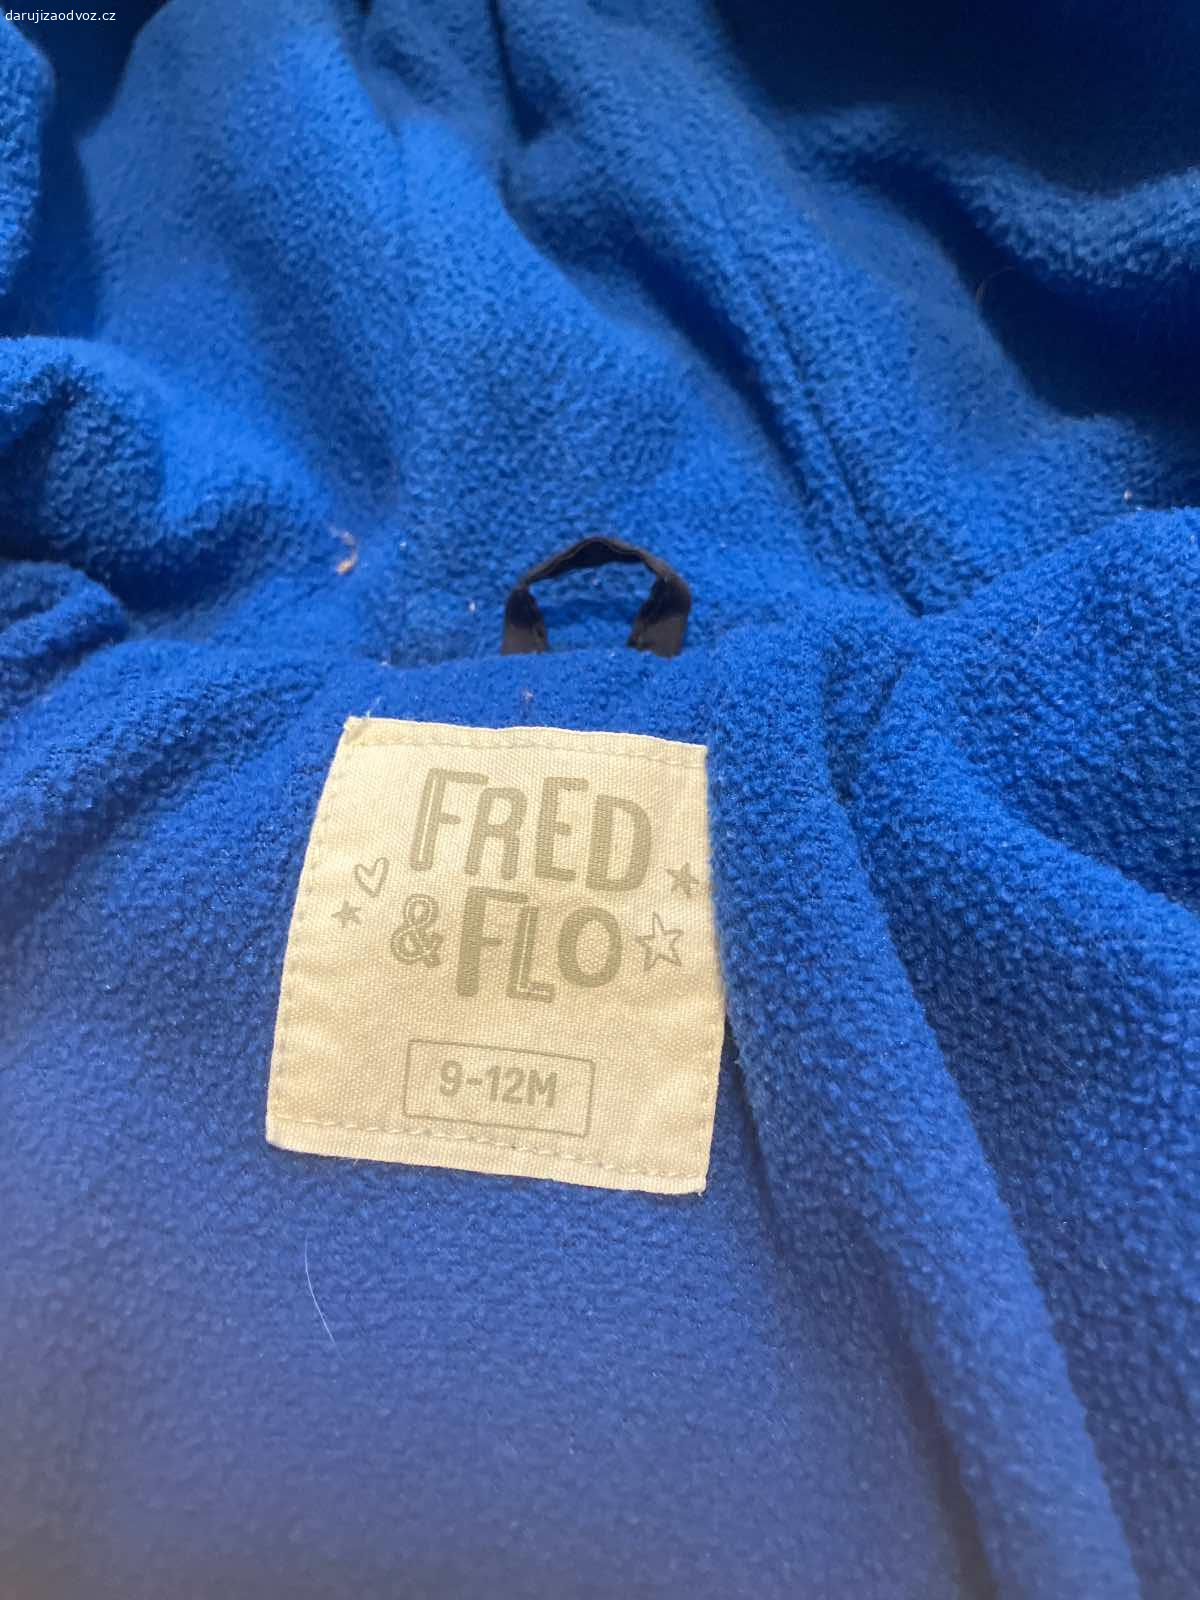 darujizaodvoz.cz
FRED
& FLO
9-12M